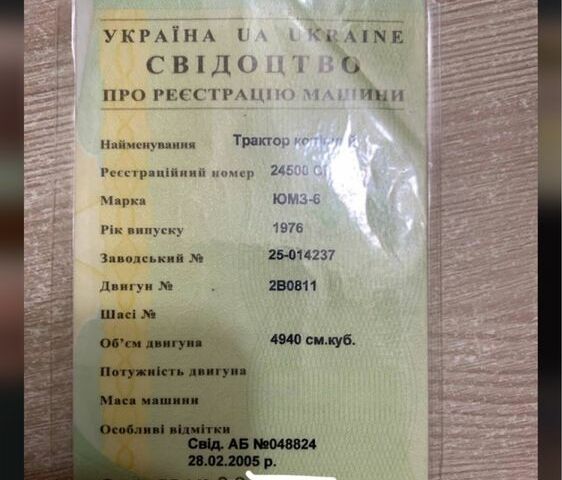 УКРАЇНА UA UKRAINE
СВІДОЦТВО
ПРО РЕЄСТРАЦІЮ МАШИНИ
Найменування Трактор
Реєстраційний номер 24500
Марка ЮМЗ-6
Рік випуску 1976
Заводський № 25-014237
Двигун № 2В0811
Шасі №
Об'єм двигуна 4940 см.куб.
Потужність двигуна
Маса машини
Особливі відмітки
Свід. АБ №048824
28.02.2005 р.